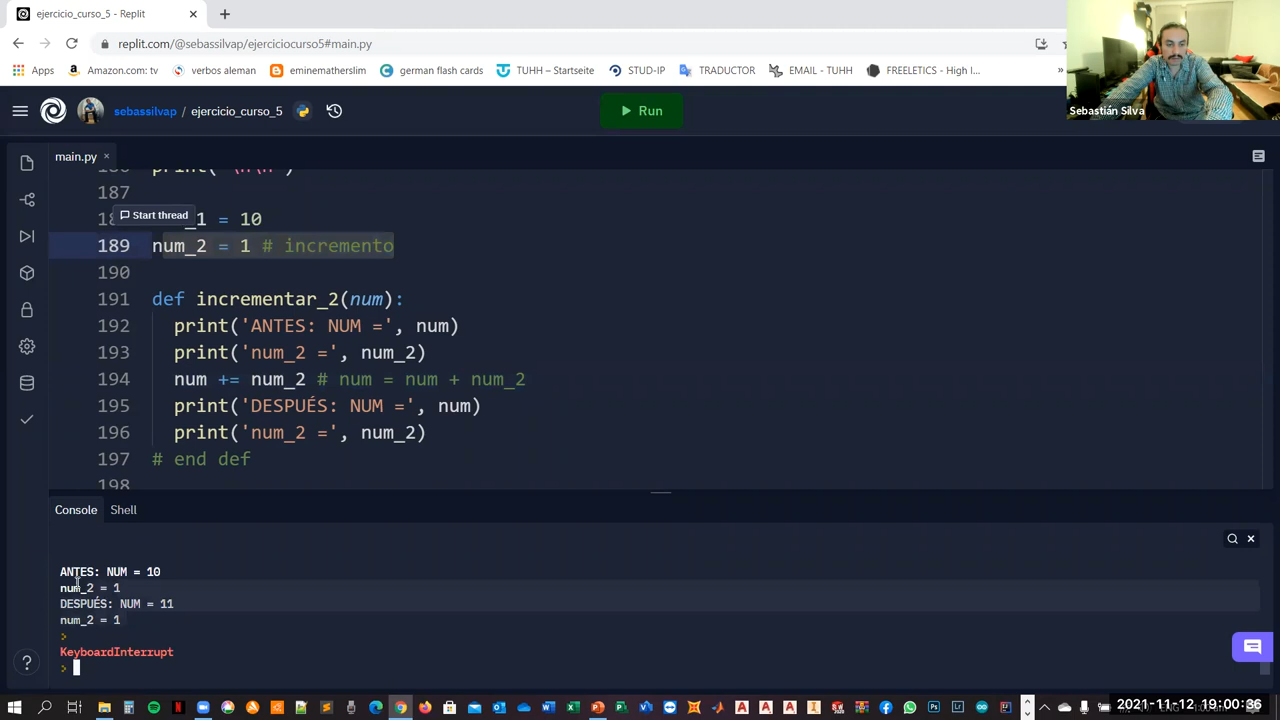 ejercicio_curso_5 - Replit
replit.com/@sebassilvap/ejerciciocurso5#main.py
Apps Amazon.com: tv verbos aleman eminematherslim german flash cards TUHH – Startseite STUD-IP TRADUCTOR EMAIL - TUHH FREELETICS - High I...
Sebastián Silva
sebassilvap / ejercicio_curso_5
Run
main.py
187
Start thread
_1 = 10
189 num_2 = 1 # incremento
190
191 def incrementar_2(num):
192 print('ANTES: NUM =', num)
193 print('num_2 =', num_2)
194 num += num_2 # num = num + num_2
195 print('DESPUÉS: NUM =', num)
196 print('num_2 =', num_2)
197 # end def
198
Console Shell
ANTES: NUM = 10
num_2 = 1
DESPUÉS: NUM = 11
num_2 = 1
>
KeyboardInterrupt
>
2021-11-12 19:00:36